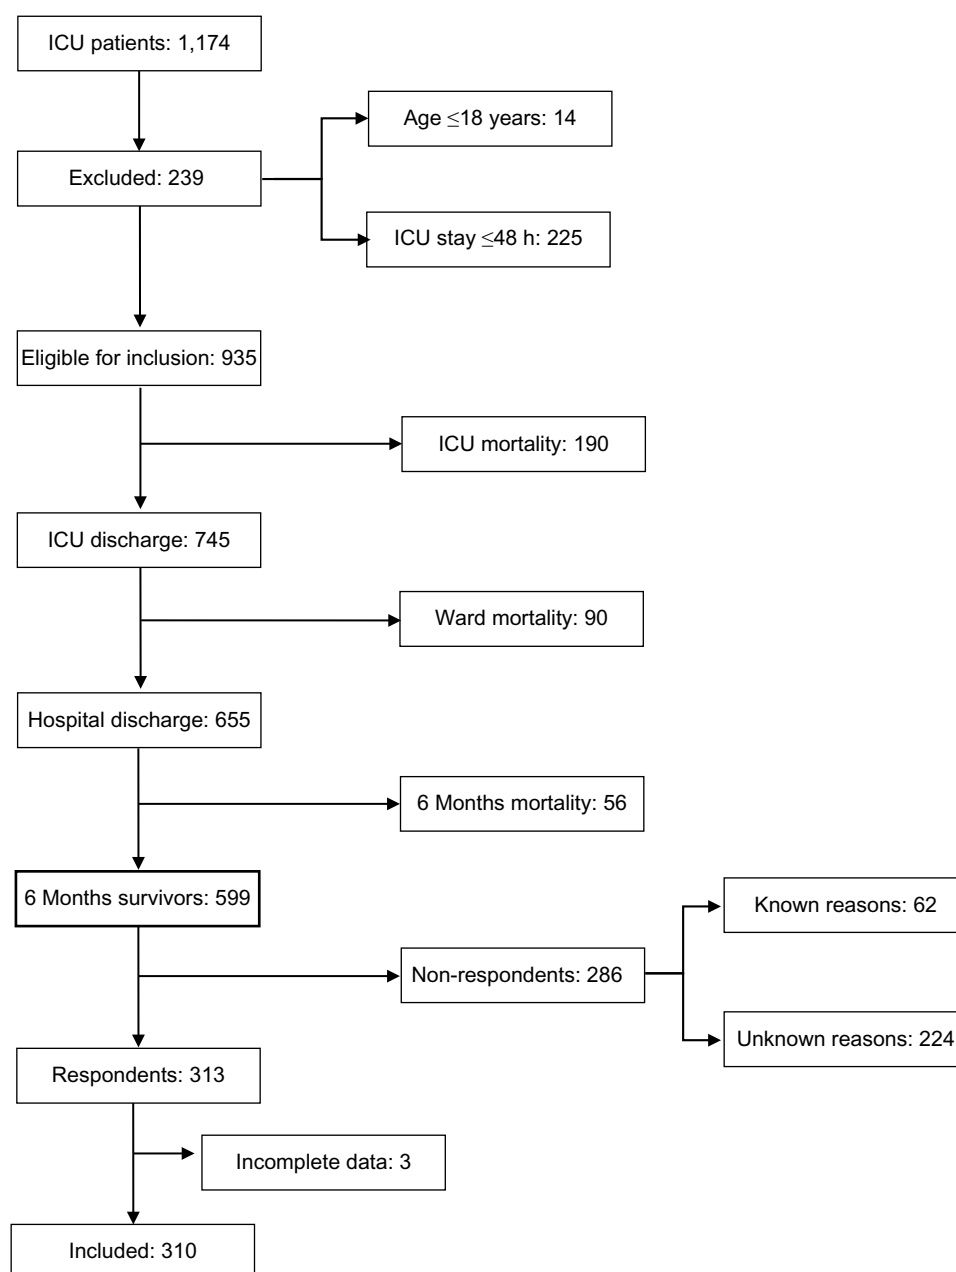 ICU patients: 1,174
Age ≤18 years: 14
Excluded: 239
ICU stay ≤48 h: 225
Eligible for inclusion: 935
ICU mortality: 190
ICU discharge: 745
Ward mortality: 90
Hospital discharge: 655
6 Months mortality: 56
6 Months survivors: 599
Known reasons: 62
Non-respondents: 286
Unknown reasons: 224
Respondents: 313
Incomplete data: 3
Included: 310